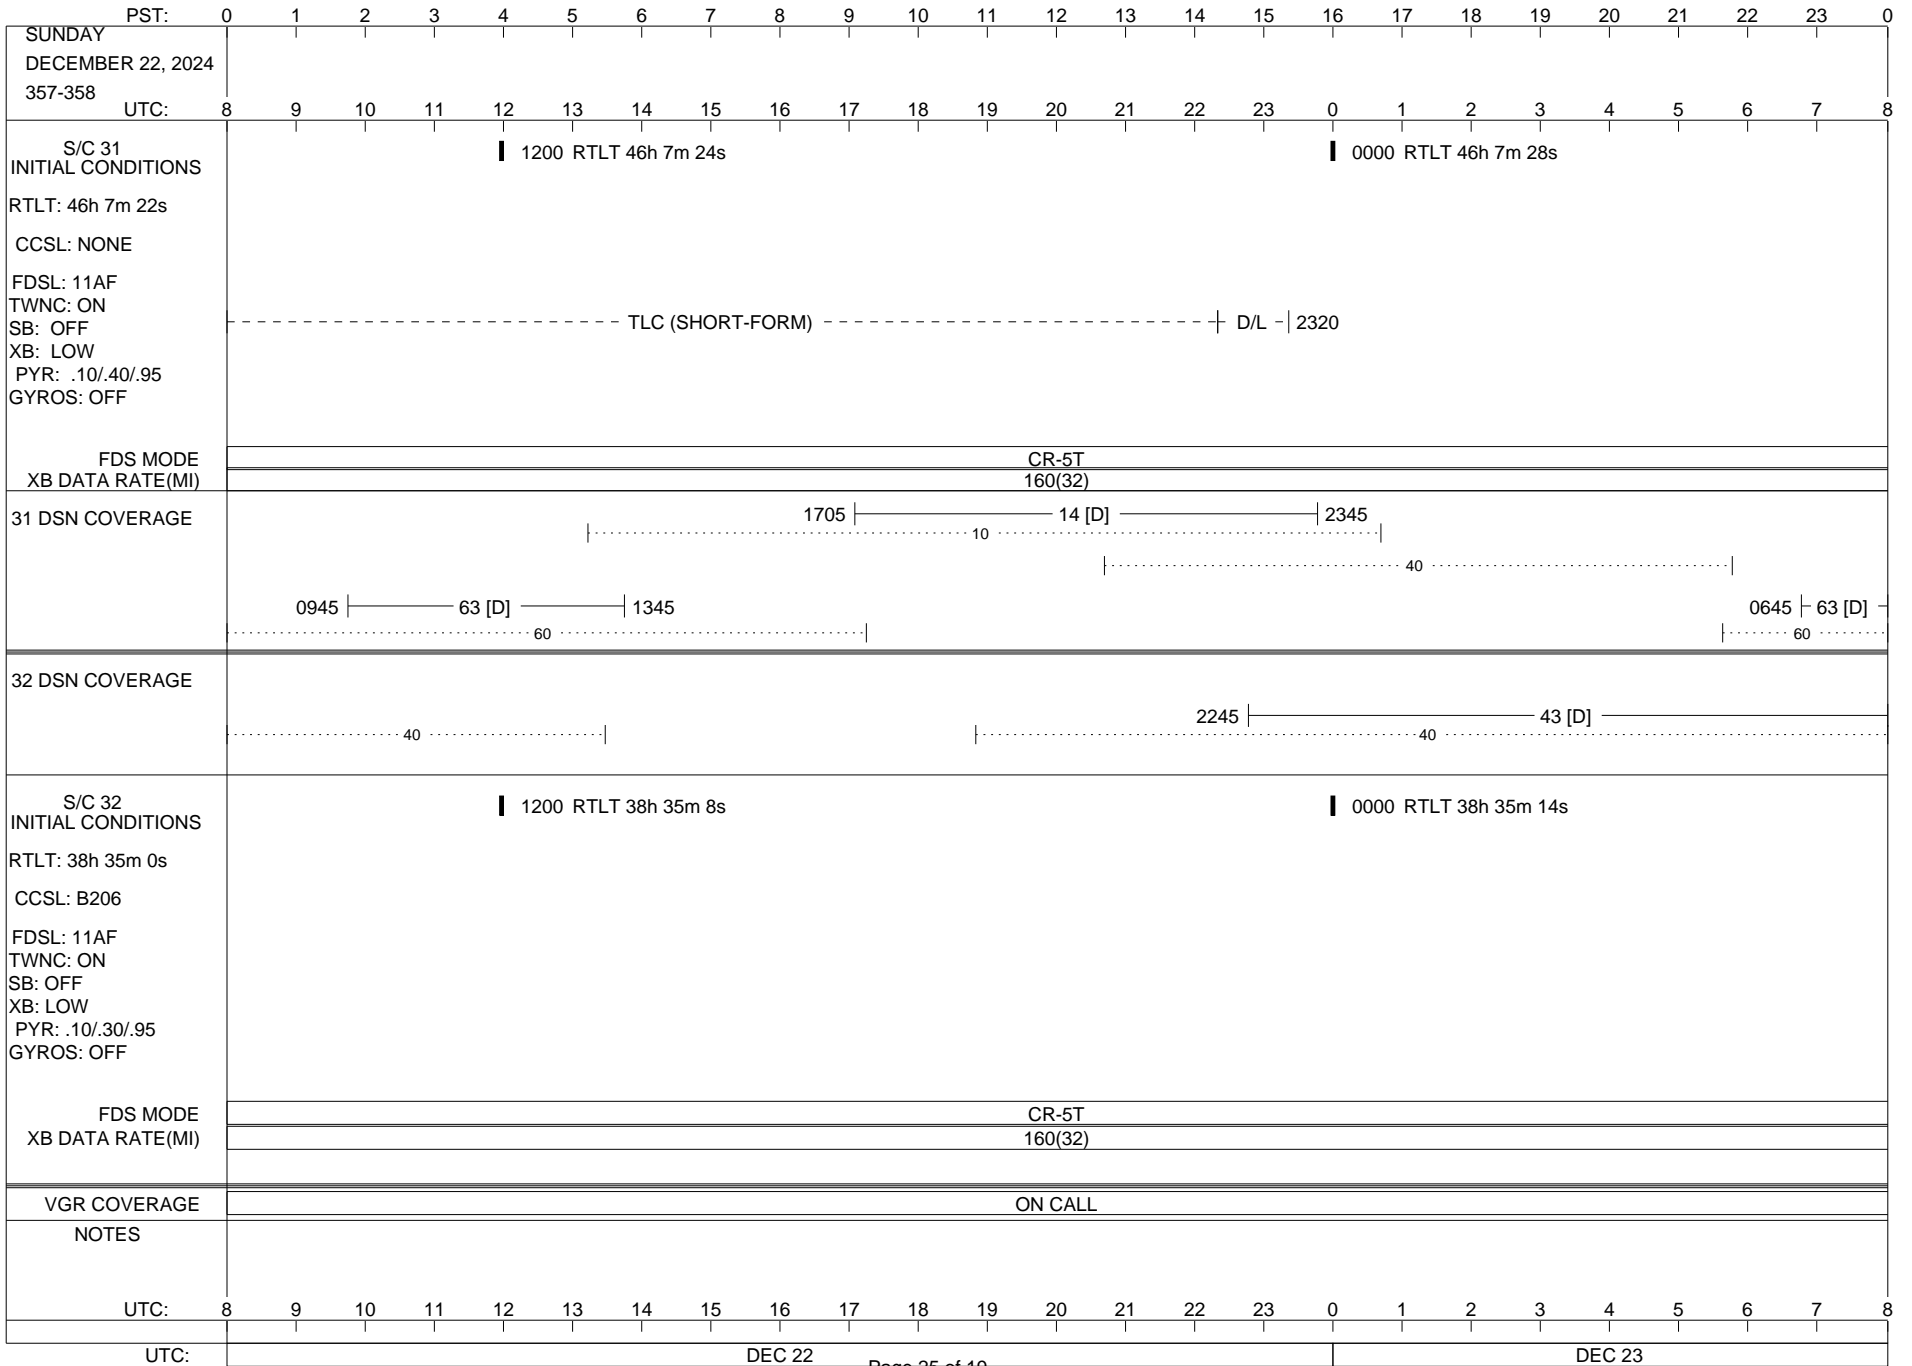 PST: 0 1 2 3 4 5 6 7 8 9 10 11 12 13 14 15 16 17 18 19 20 21 22 23 0
SUNDAY
DECEMBER 22, 2024
357-358
UTC: 8 9 10 11 12 13 14 15 16 17 18 19 20 21 22 23 0 1 2 3 4 5 6 7 8
S/C 31
INITIAL CONDITIONS
1200 RTLT 46h 7m 24s
0000 RTLT 46h 7m 28s
RTLT: 46h 7m 22s
CCSL: NONE
FDSL: 11AF
TWNC: ON
SB: OFF
XB: LOW
PYR: .10/.40/.95
GYROS: OFF
TLC (SHORT-FORM) D/L 2320
FDS MODE CR-5T
XB DATA RATE(MI) 160(32)
31 DSN COVERAGE
1705 14 [D] 2345
10
40
0945 63 [D] 1345
0645 63 [D]
60
60
32 DSN COVERAGE
2245 43 [D]
40
40
S/C 32
INITIAL CONDITIONS
1200 RTLT 38h 35m 8s
0000 RTLT 38h 35m 14s
RTLT: 38h 35m 0s
CCSL: B206
FDSL: 11AF
TWNC: ON
SB: OFF
XB: LOW
PYR: .10/.30/.95
GYROS: OFF
FDS MODE CR-5T
XB DATA RATE(MI) 160(32)
VGR COVERAGE ON CALL
NOTES
UTC: 8 9 10 11 12 13 14 15 16 17 18 19 20 21 22 23 0 1 2 3 4 5 6 7 8
UTC: DEC 22 DEC 23
Page 25 of 10